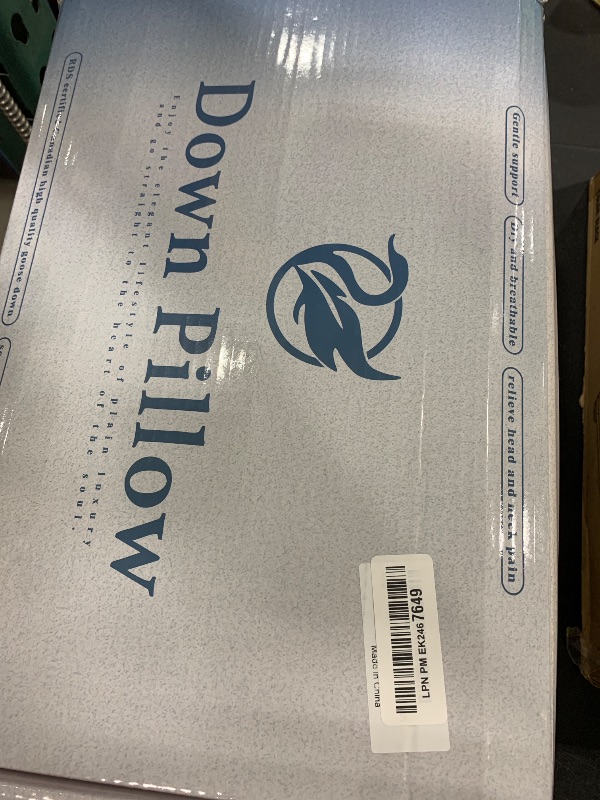 Gentle support
Dry and breathable
relieve head and neck pain
Down Pillow
Enjoy the elegant lifestyle of plain luxury
and go straight to the heart of the soul.
RDS certified Canadian high quality goose down
LPN PM EK2467649
Made in China